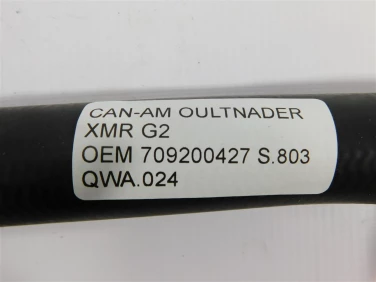 CAN-AM OULTNADER
XMR G2
OEM 709200427 S.803
QWA.024